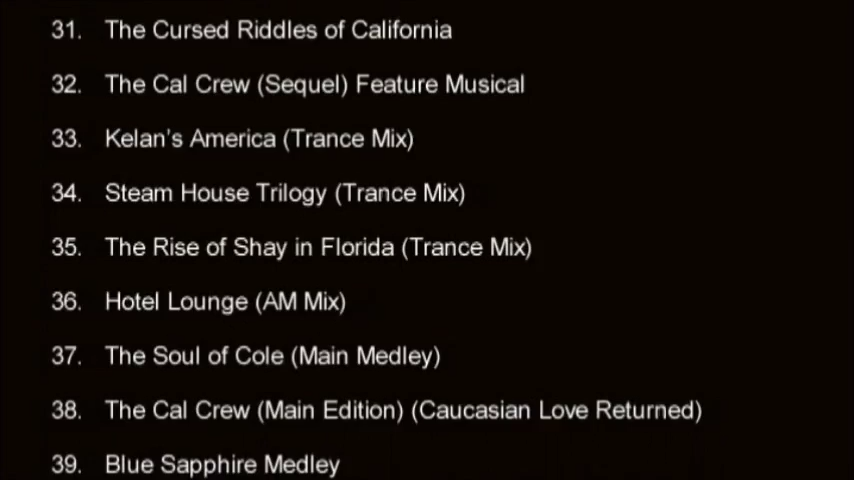 31. The Cursed Riddles of California
32. The Cal Crew (Sequel) Feature Musical
33. Kelan's America (Trance Mix)
34. Steam House Trilogy (Trance Mix)
35. The Rise of Shay in Florida (Trance Mix)
36. Hotel Lounge (AM Mix)
37. The Soul of Cole (Main Medley)
38. The Cal Crew (Main Edition) (Caucasian Love Returned)
39. Blue Sapphire Medley